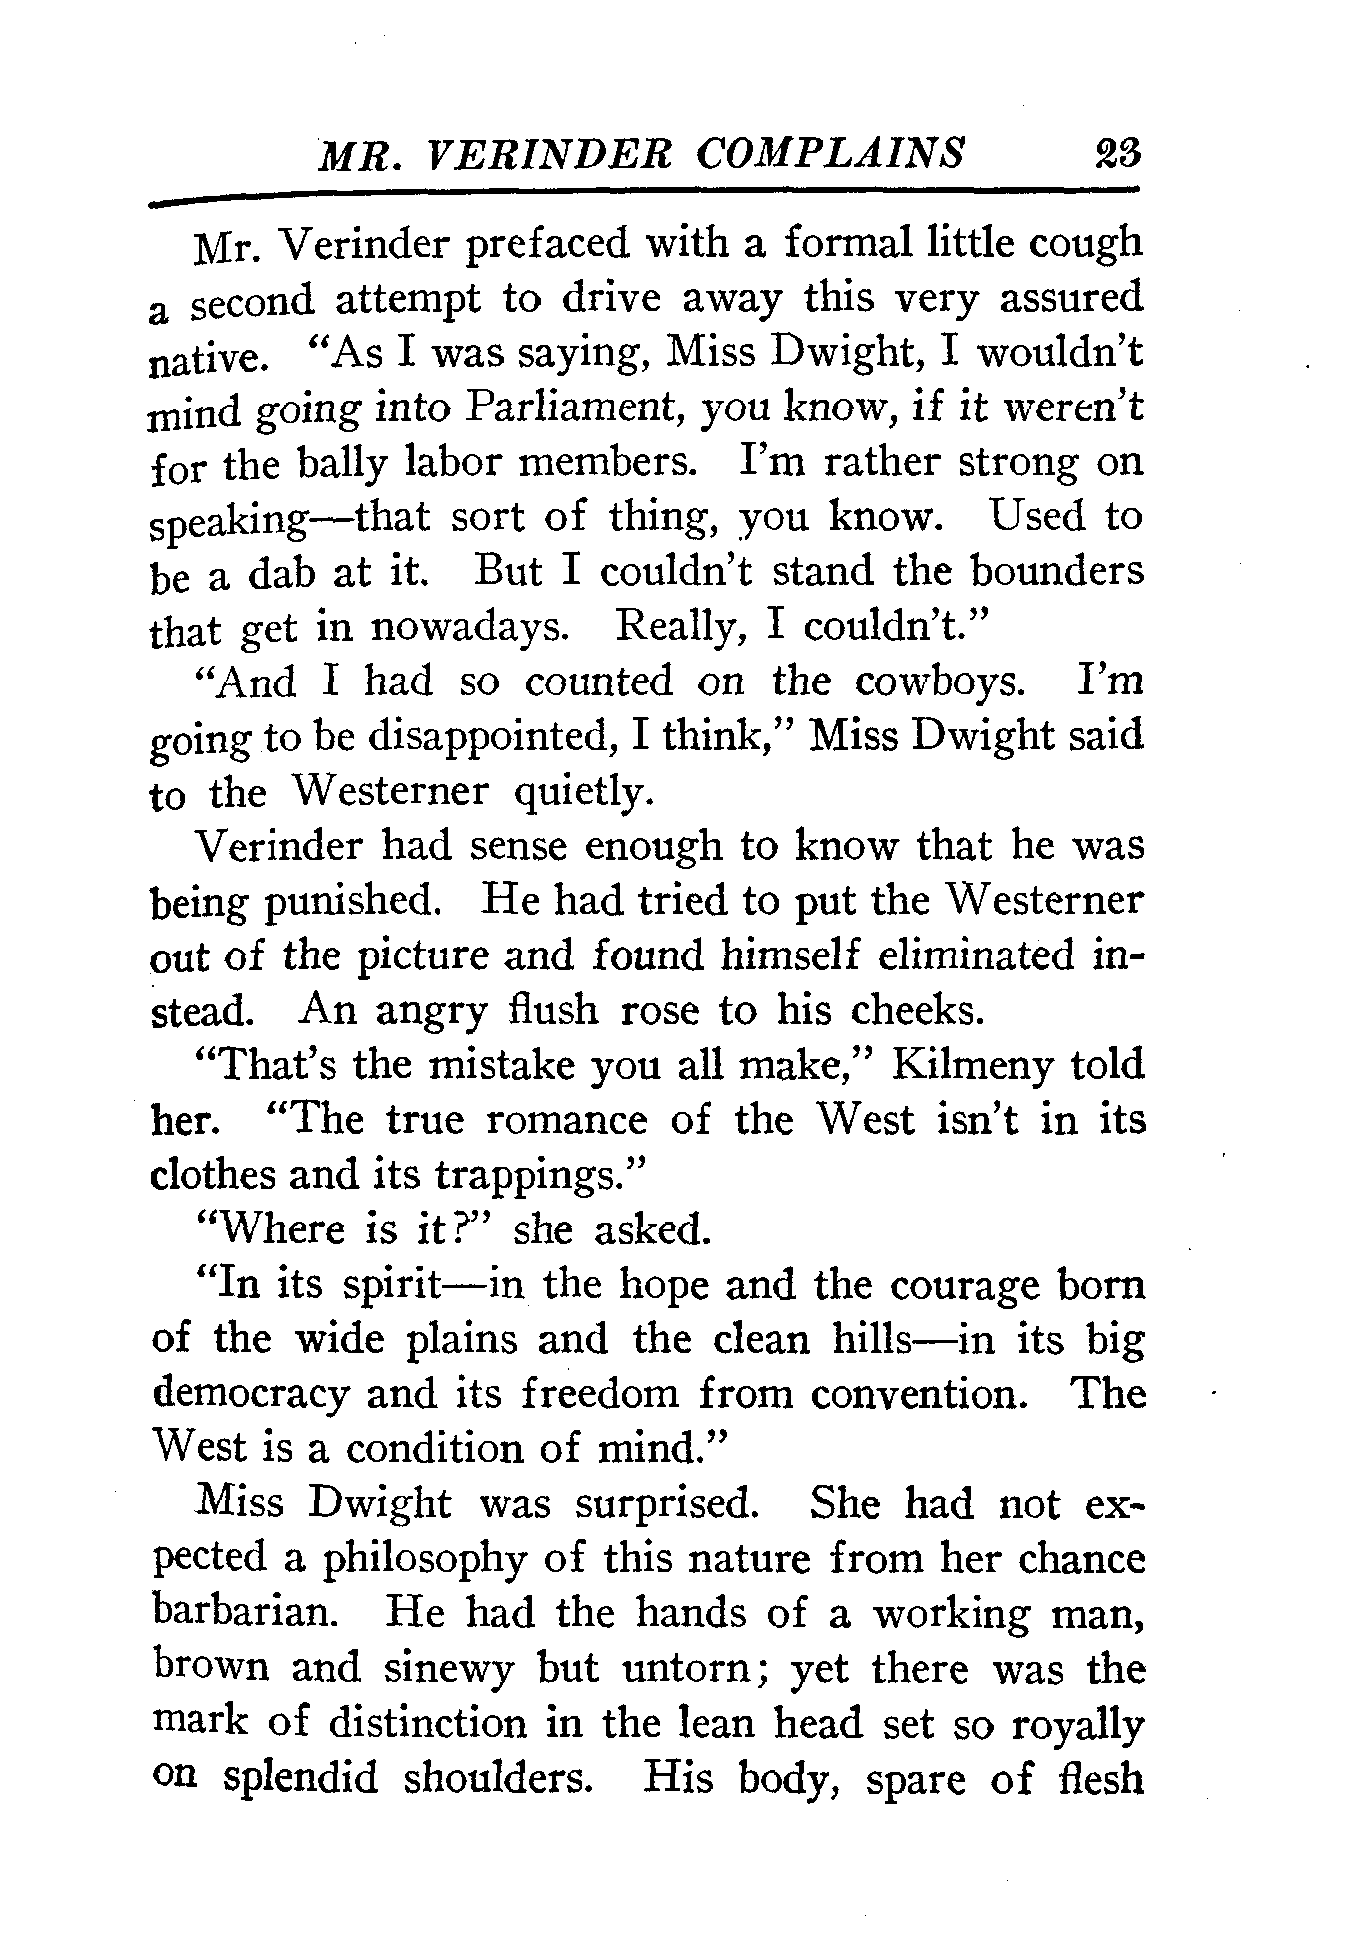 MR. VERINDER COMPLAINS 23
Mr. Verinder prefaced with a formal little cough
a second attempt to drive away this very assured
native. “As I was saying, Miss Dwight, I wouldn’t
mind going into Parliament, you know, if it weren’t
for the bally labor members. I’m rather strong on
speaking—that sort of thing, you know. Used to
be a dab at it. But I couldn’t stand the bounders
that get in nowadays. Really, I couldn’t.”
“And I had so counted on the cowboys. I’m
going to be disappointed, I think,” Miss Dwight said
to the Westerner quietly.
Verinder had sense enough to know that he was
being punished. He had tried to put the Westerner
out of the picture and found himself eliminated in-
stead. An angry flush rose to his cheeks.
“That’s the mistake you all make,” Kilmeny told
her. “The true romance of the West isn’t in its
clothes and its trappings.”
“Where is it?” she asked.
“In its spirit—in the hope and the courage born
of the wide plains and the clean hills—in its big
democracy and its freedom from convention. The
West is a condition of mind.”
Miss Dwight was surprised. She had not ex-
pected a philosophy of this nature from her chance
barbarian. He had the hands of a working man,
brown and sinewy but untorn; yet there was the
mark of distinction in the lean head set so royally
on splendid shoulders. His body, spare of flesh